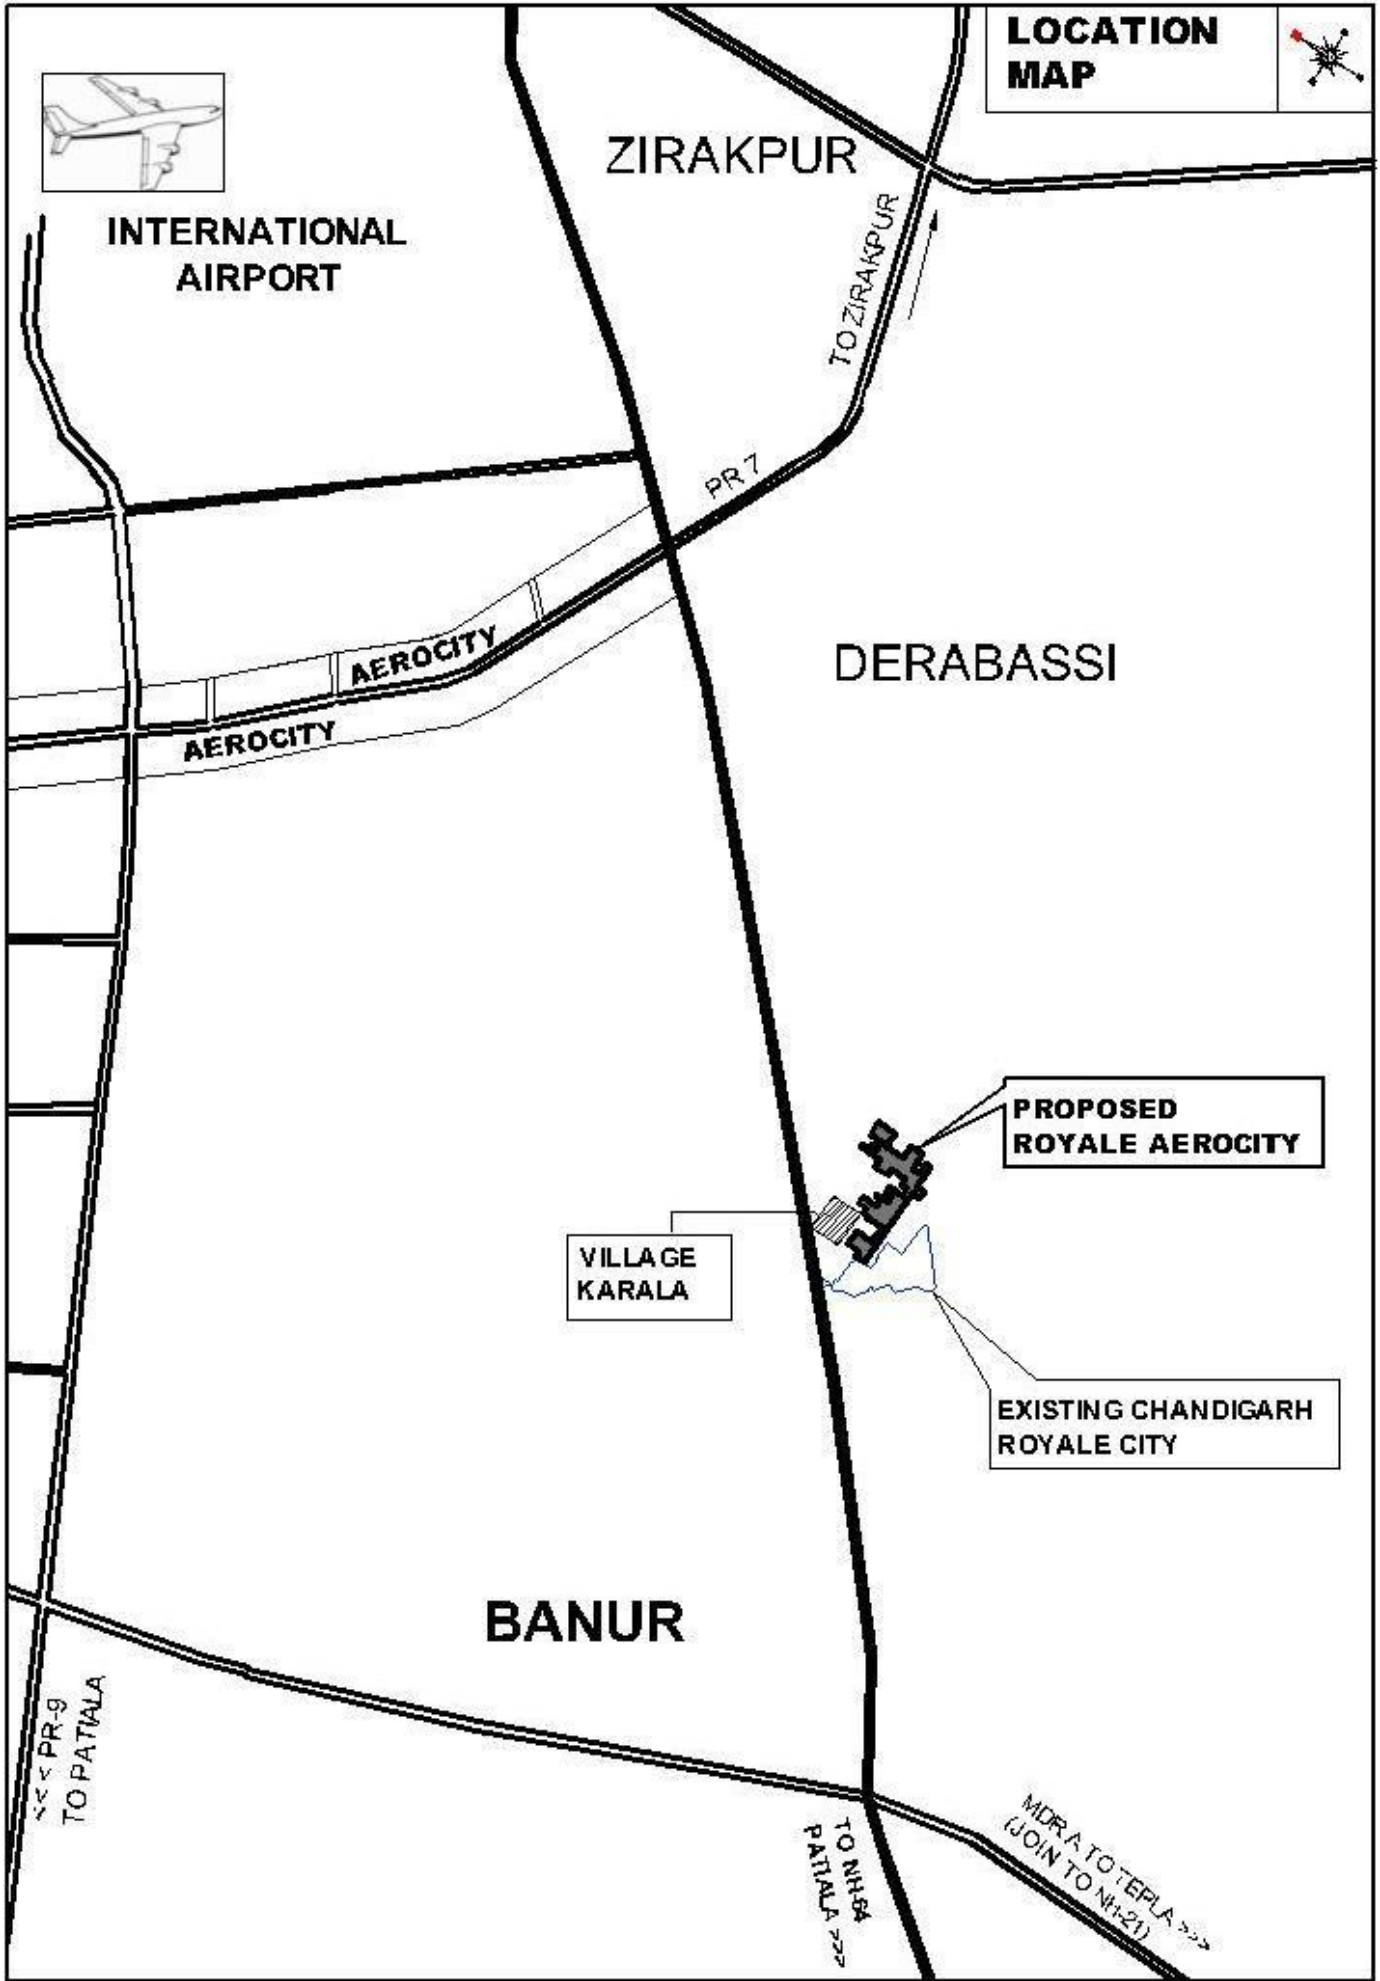 LOCATION
MAP
ZIRAKPUR
INTERNATIONAL
AIRPORT
TO ZIRAKPUR
PR 7
AEROCITY
AEROCITY
DERABASSI
PROPOSED
ROYALE AEROCITY
VILLAGE
KARALA
EXISTING CHANDIGARH
ROYALE CITY
BANUR
<<< PR-9
TO PATIALA
TO NH-64
PATIALA >>>
MDR A TO TEPLA >>>
(JOIN TO NH-21)